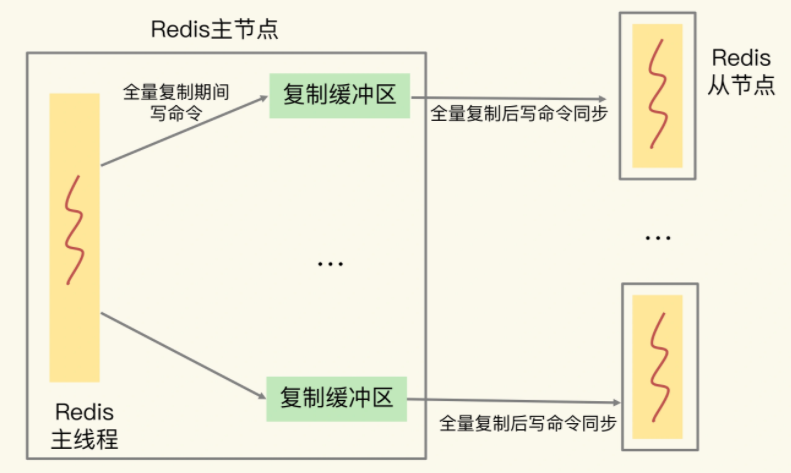 Redis主节点
全量复制期间
写命令
复制缓冲区
全量复制后写命令同步
Redis
从节点
...
...
复制缓冲区
全量复制后写命令同步
Redis
主线程